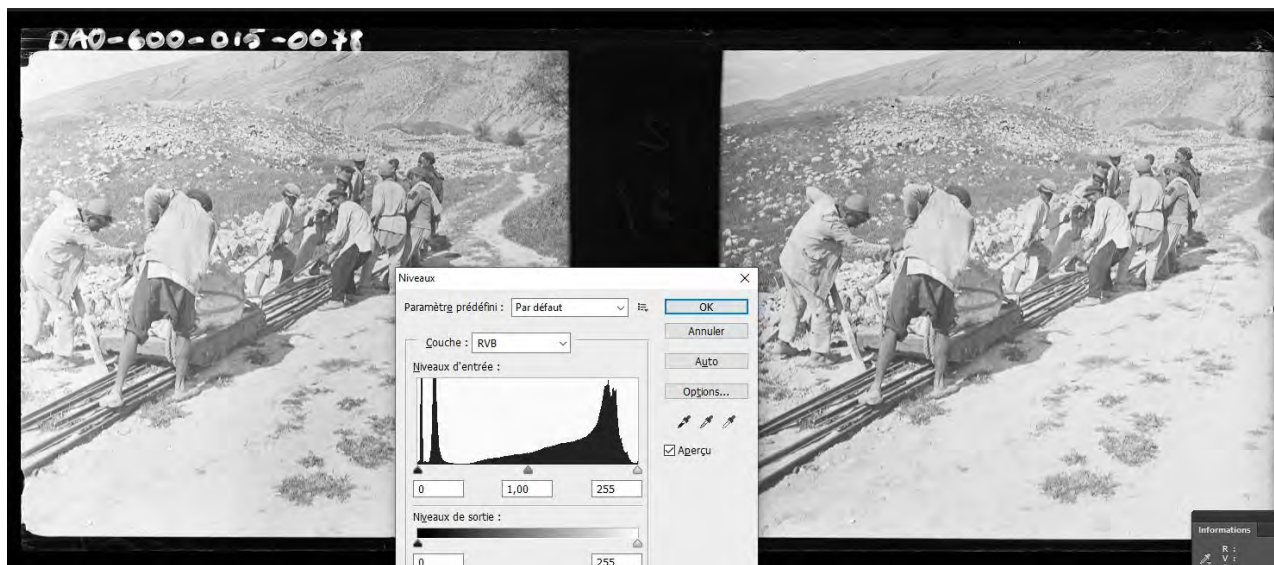 DAO-600-015-0078
Niveaux
Paramètre prédéfini : Par défaut
OK
Annuler
Couche : RVB
Auto
Niveaux d'entrée :
Options...
Aperçu
0 1,00 255
Niveaux de sortie :
0 255
Informations
R :
V :